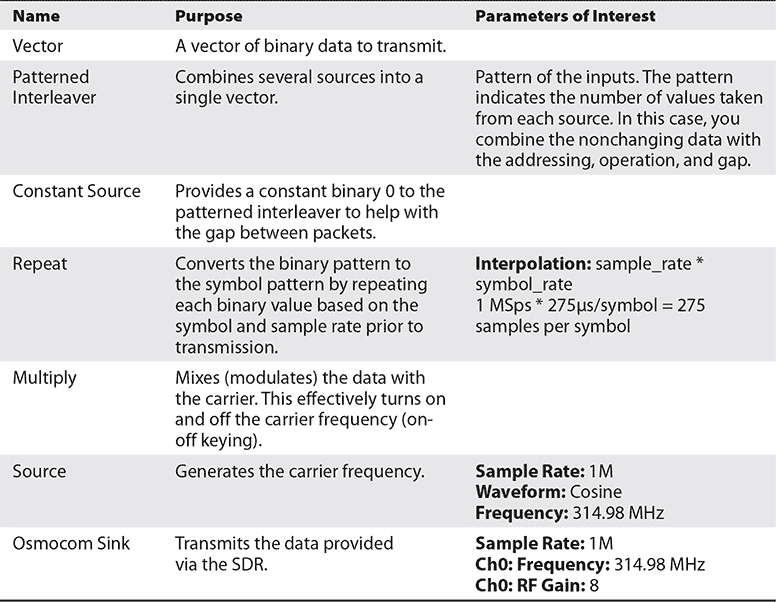 Name Purpose Parameters of Interest
Vector A vector of binary data to transmit.
Patterned Interleaver Combines several sources into a single vector. Pattern of the inputs. The pattern indicates the number of values taken from each source. In this case, you combine the nonchanging data with the addressing, operation, and gap.
Constant Source Provides a constant binary 0 to the patterned interleaver to help with the gap between packets.
Repeat Converts the binary pattern to the symbol pattern by repeating each binary value based on the symbol and sample rate prior to transmission. Interpolation: sample_rate * symbol_rate
1 MSps * 275µs/symbol = 275 samples per symbol
Multiply Mixes (modulates) the data with the carrier. This effectively turns on and off the carrier frequency (on-off keying).
Source Generates the carrier frequency. Sample Rate: 1M
Waveform: Cosine
Frequency: 314.98 MHz
Osmocom Sink Transmits the data provided via the SDR. Sample Rate: 1M
Ch0: Frequency: 314.98 MHz
Ch0: RF Gain: 8